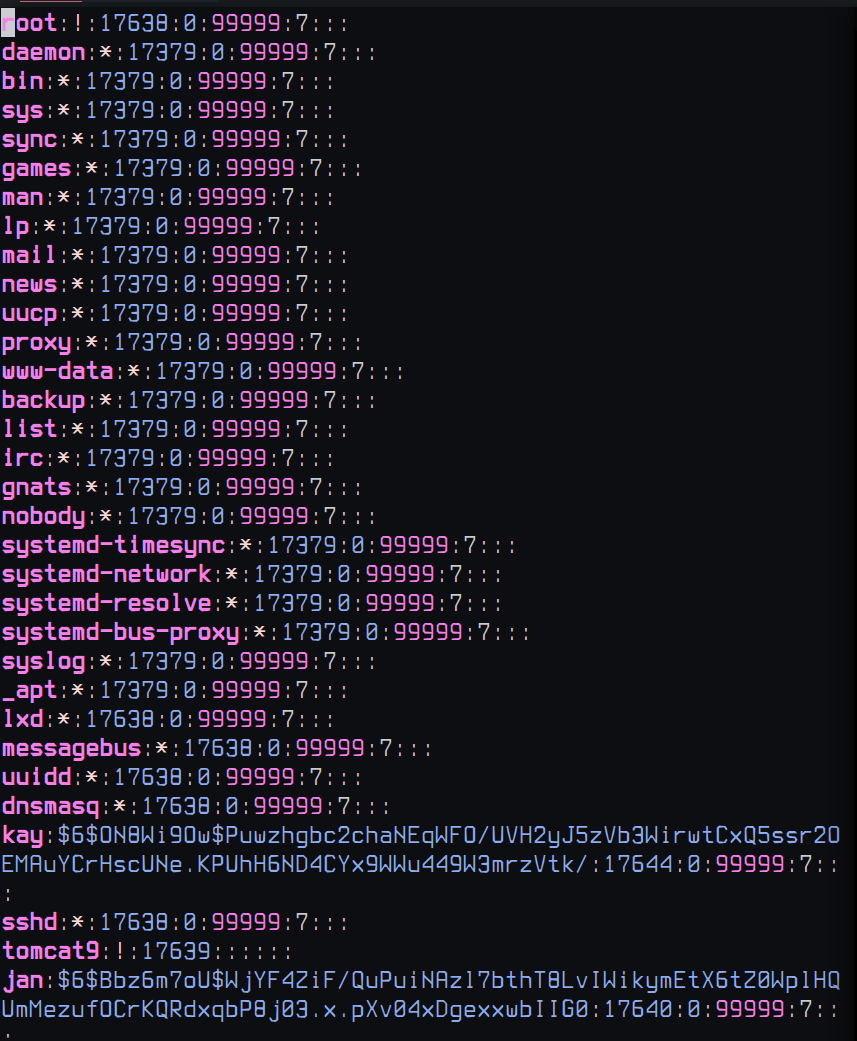 root:!:17638:0:99999:7:::
daemon:*:17379:0:99999:7:::
bin:*:17379:0:99999:7:::
sys:*:17379:0:99999:7:::
sync:*:17379:0:99999:7:::
games:*:17379:0:99999:7:::
man:*:17379:0:99999:7:::
lp:*:17379:0:99999:7:::
mail:*:17379:0:99999:7:::
news:*:17379:0:99999:7:::
uucp:*:17379:0:99999:7:::
proxy:*:17379:0:99999:7:::
www-data:*:17379:0:99999:7:::
backup:*:17379:0:99999:7:::
list:*:17379:0:99999:7:::
irc:*:17379:0:99999:7:::
gnats:*:17379:0:99999:7:::
nobody:*:17379:0:99999:7:::
systemd-timesync:*:17379:0:99999:7:::
systemd-network:*:17379:0:99999:7:::
systemd-resolve:*:17379:0:99999:7:::
systemd-bus-proxy:*:17379:0:99999:7:::
syslog:*:17379:0:99999:7:::
_apt:*:17379:0:99999:7:::
lxd:*:17638:0:99999:7:::
messagebus:*:17638:0:99999:7:::
uuidd:*:17638:0:99999:7:::
dnsmasq:*:17638:0:99999:7:::
kay:$6$ON8Wi9Ow$Puwzhgbc2chaNEqWFO/UVH2yJ5zVb3WirwtCxQ5ssr2O
EMAuYCrHscUNe.KPUhH6ND4CYx9WWu449W3mrzVtk/:17644:0:99999:7::
:
sshd:*:17638:0:99999:7:::
tomcat9:!:17639::::::
jan:$6$Bbz6m7oU$WjYF4ZiF/QuPuiNAzl7bthT8LvIWikymEtX6tZ0WplHQ
UmMezufOCrKQRdxqbP8j03.x.pXv04xDgexxwbIIG0:17640:0:99999:7::
: